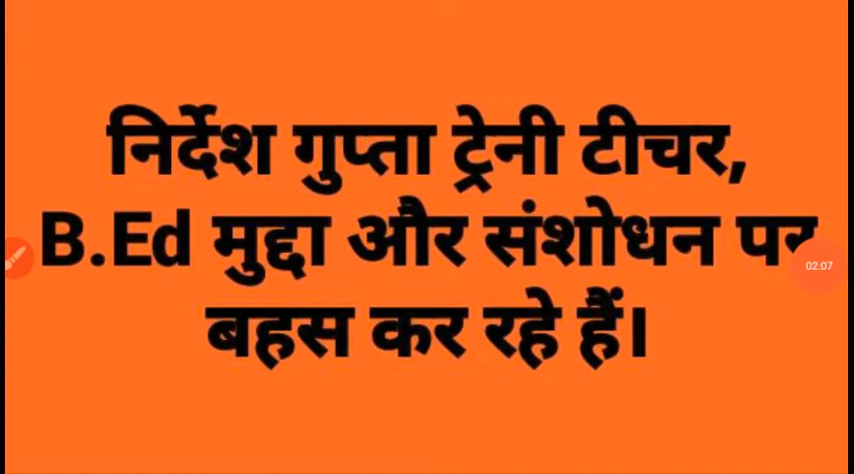 निर्देश गुप्ता ट्रेनी टीचर,
B.Ed मुद्दा और संशोधन पर
02:07
बहस कर रहे हैं।